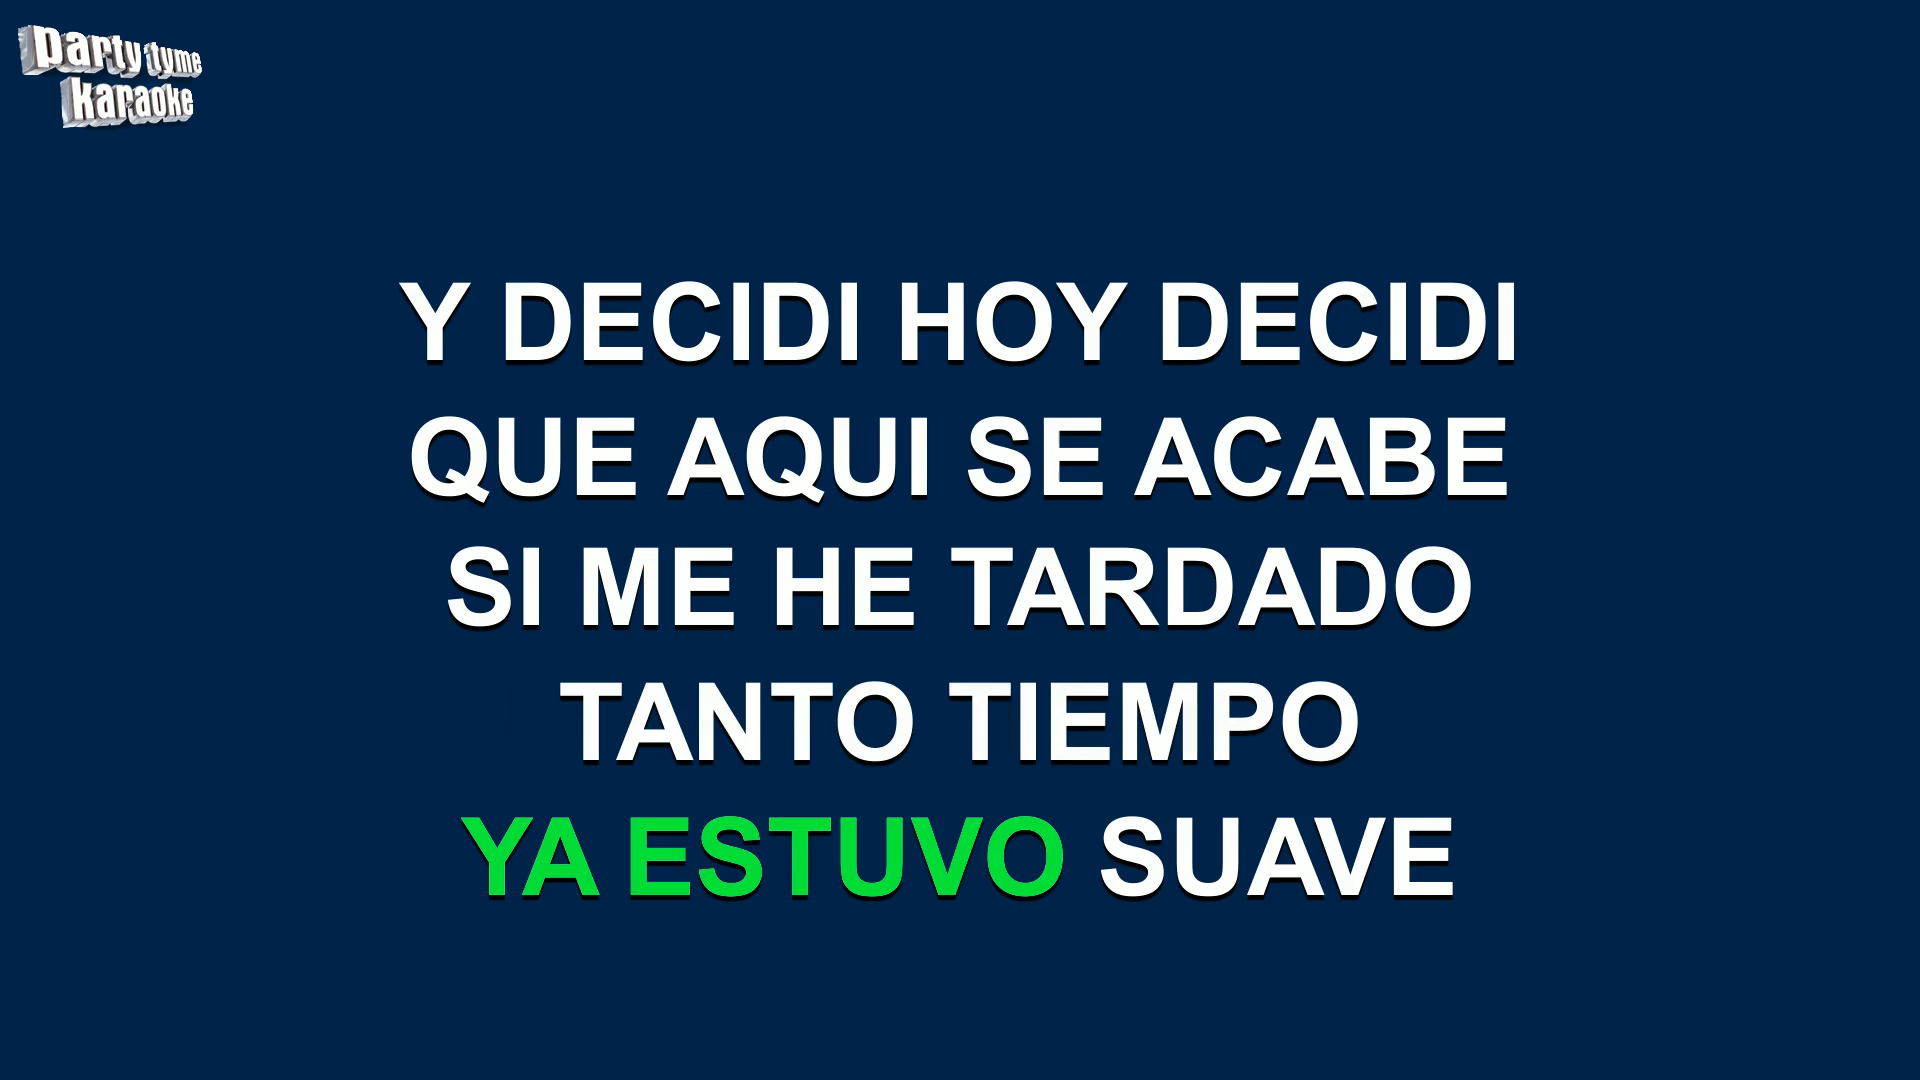 party tyme
karaoke
Y DECIDI HOY DECIDI
QUE AQUI SE ACABE
SI ME HE TARDADO
TANTO TIEMPO
YA ESTUVO SUAVE